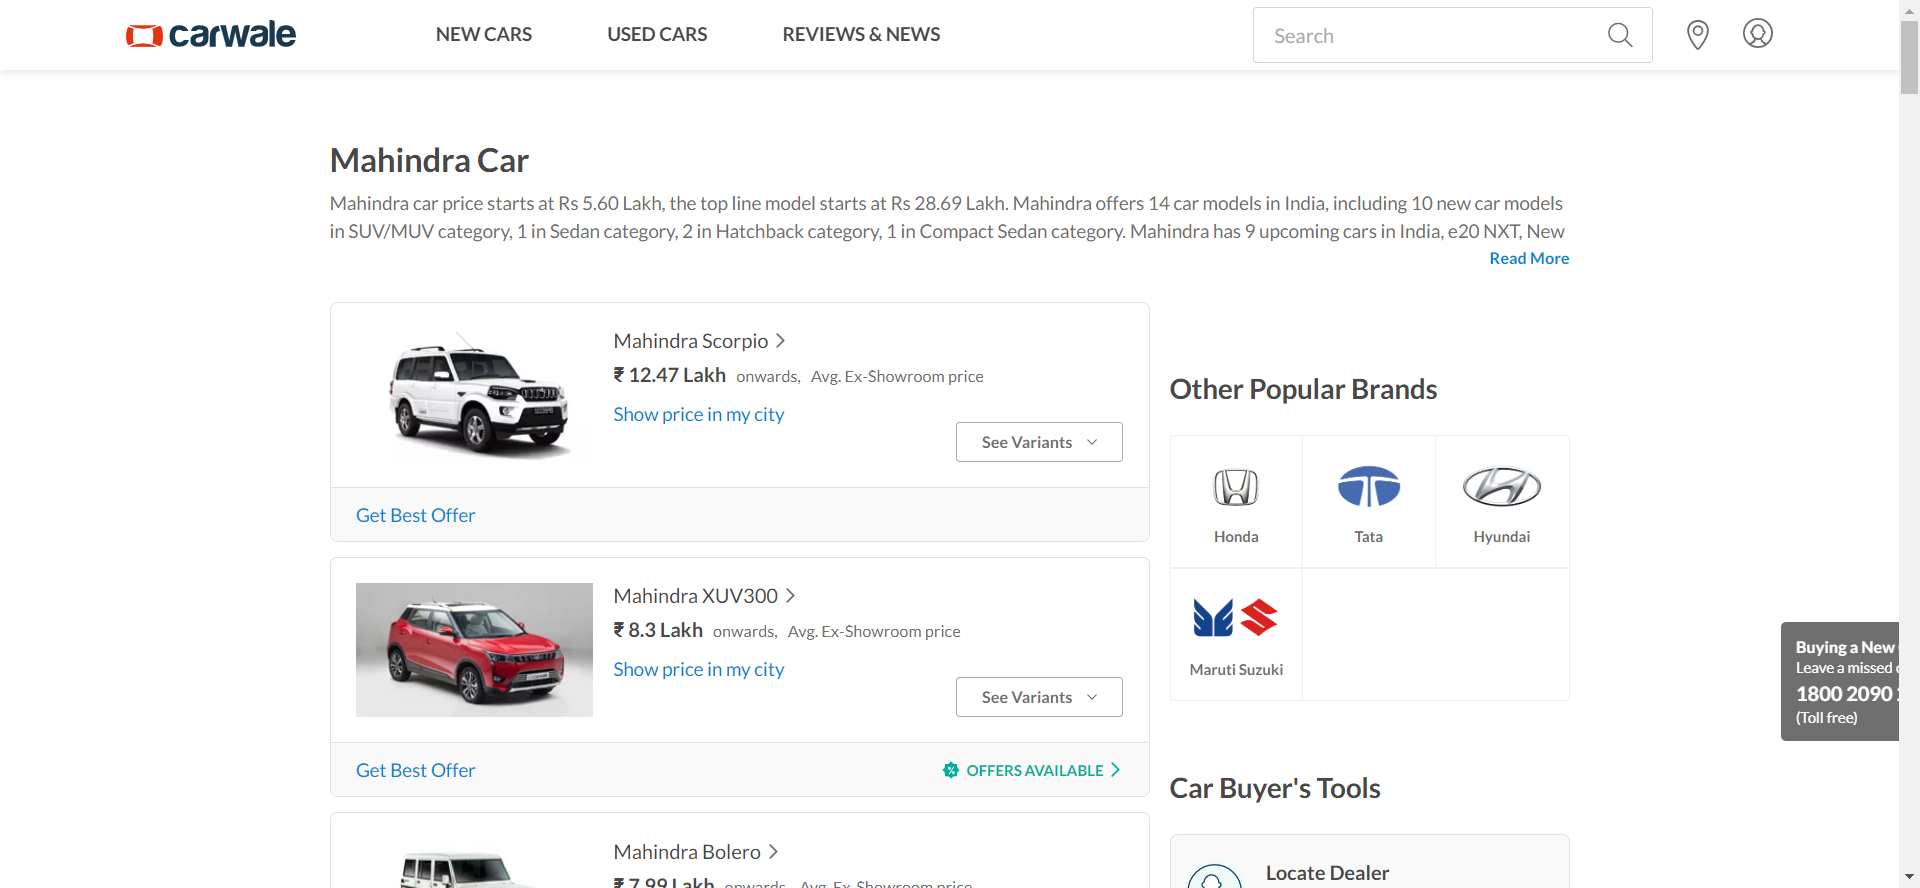 carwale
NEW CARS
USED CARS
REVIEWS & NEWS
Search
Mahindra Car
Mahindra car price starts at Rs 5.60 Lakh, the top line model starts at Rs 28.69 Lakh. Mahindra offers 14 car models in India, including 10 new car models
in SUV/MUV category, 1 in Sedan category, 2 in Hatchback category, 1 in Compact Sedan category. Mahindra has 9 upcoming cars in India, e20 NXT, New
Read More
Mahindra Scorpio
₹ 12.47 Lakh onwards, Avg. Ex-Showroom price
Show price in my city
See Variants
Get Best Offer
Mahindra XUV300
₹ 8.3 Lakh onwards, Avg. Ex-Showroom price
Show price in my city
See Variants
Get Best Offer
OFFERS AVAILABLE
Mahindra Bolero
₹ 7.99 Lakh onwards Avg. Ex-Showroom price
Other Popular Brands
Honda
Tata
Hyundai
Maruti Suzuki
Buying a New
Leave a missed
1800 2090
(Toll free)
Car Buyer's Tools
Locate Dealer